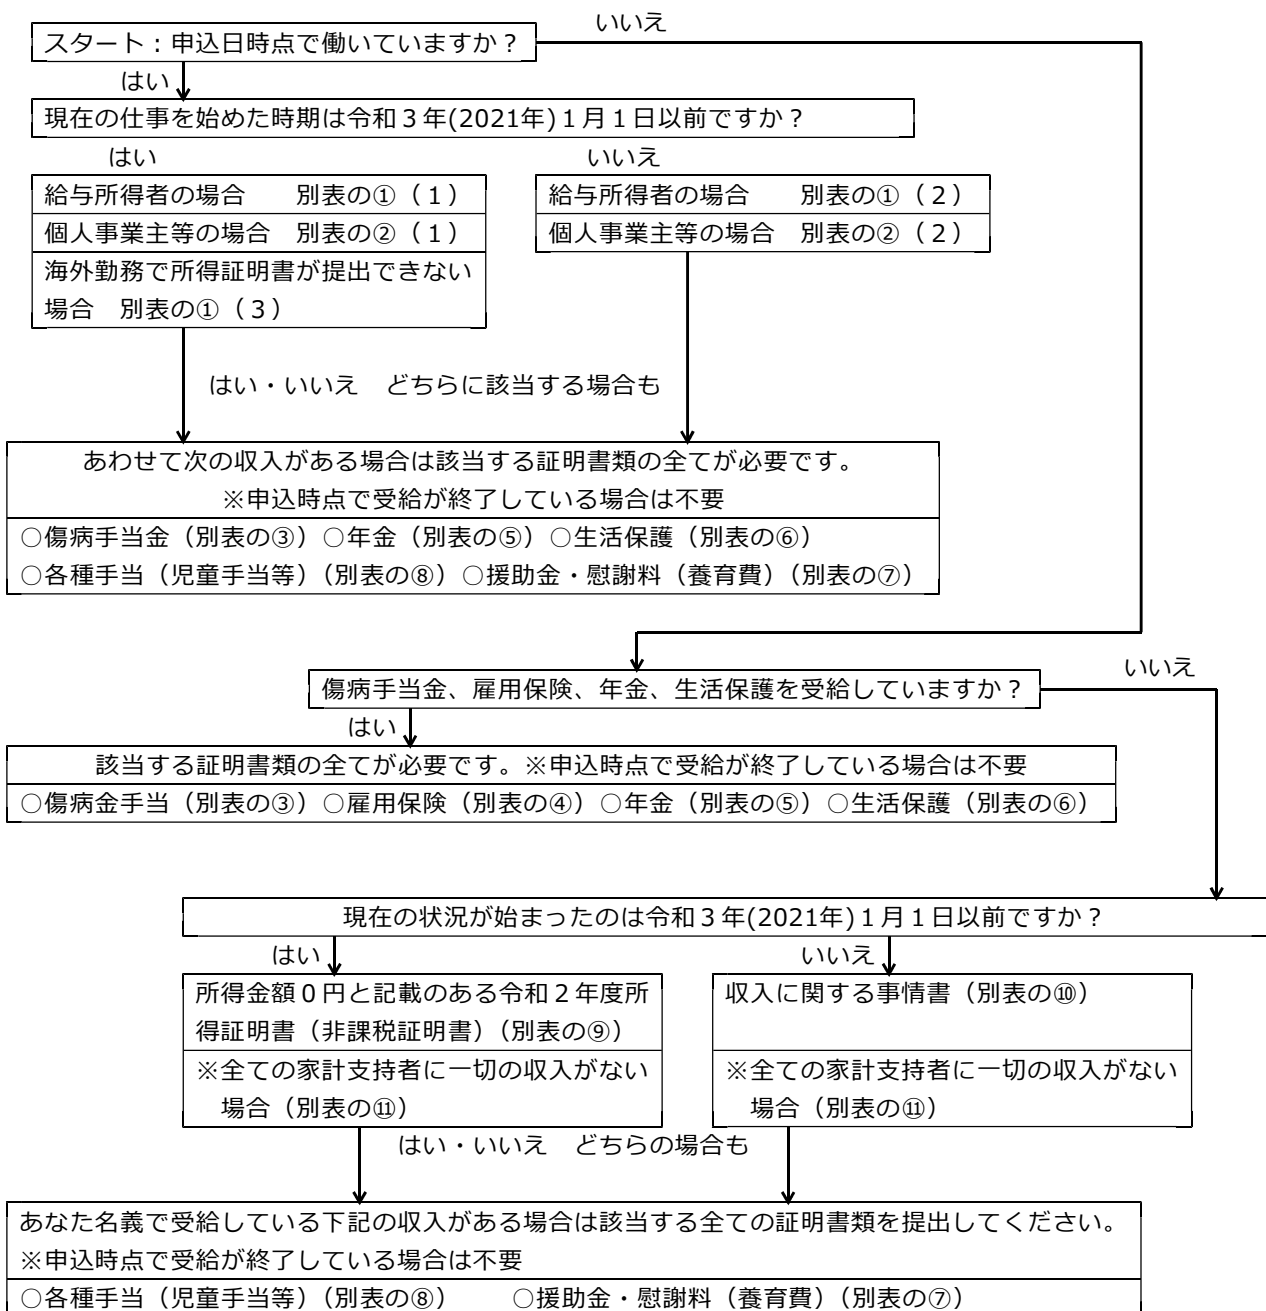 いいえ
スタート：申込日時点で働いていますか？
はい
現在の仕事を始めた時期は令和３年(2021年)１月１日以前ですか？
はい　いいえ
給与所得者の場合　別表の①（１）
個人事業主等の場合　別表の②（１）
海外勤務で所得証明書が提出できない
場合　別表の①（３）
給与所得者の場合　別表の①（２）
個人事業主等の場合　別表の②（２）
はい・いいえ　どちらに該当する場合も
あわせて次の収入がある場合は該当する証明書類の全てが必要です。
※申込時点で受給が終了している場合は不要
○傷病手当金（別表の③）○年金（別表の⑤）○生活保護（別表の⑥）
○各種手当（児童手当等）（別表の⑧）○援助金・慰謝料（養育費）（別表の⑦）
いいえ
傷病手当金、雇用保険、年金、生活保護を受給していますか？
はい
該当する証明書類の全てが必要です。※申込時点で受給が終了している場合は不要
○傷病金手当（別表の③）○雇用保険（別表の④）○年金（別表の⑤）○生活保護（別表の⑥）
現在の状況が始まったのは令和３年(2021年)１月１日以前ですか？
はい　いいえ
所得金額０円と記載のある令和２年度所
得証明書（非課税証明書）（別表の⑨）
※全ての家計支持者に一切の収入がない
場合（別表の⑪）
収入に関する事情書（別表の⑩）
※全ての家計支持者に一切の収入がない
場合（別表の⑪）
はい・いいえ　どちらの場合も
あなた名義で受給している下記の収入がある場合は該当する全ての証明書類を提出してください。
※申込時点で受給が終了している場合は不要
○各種手当（児童手当等）（別表の⑧）　○援助金・慰謝料（養育費）（別表の⑦）